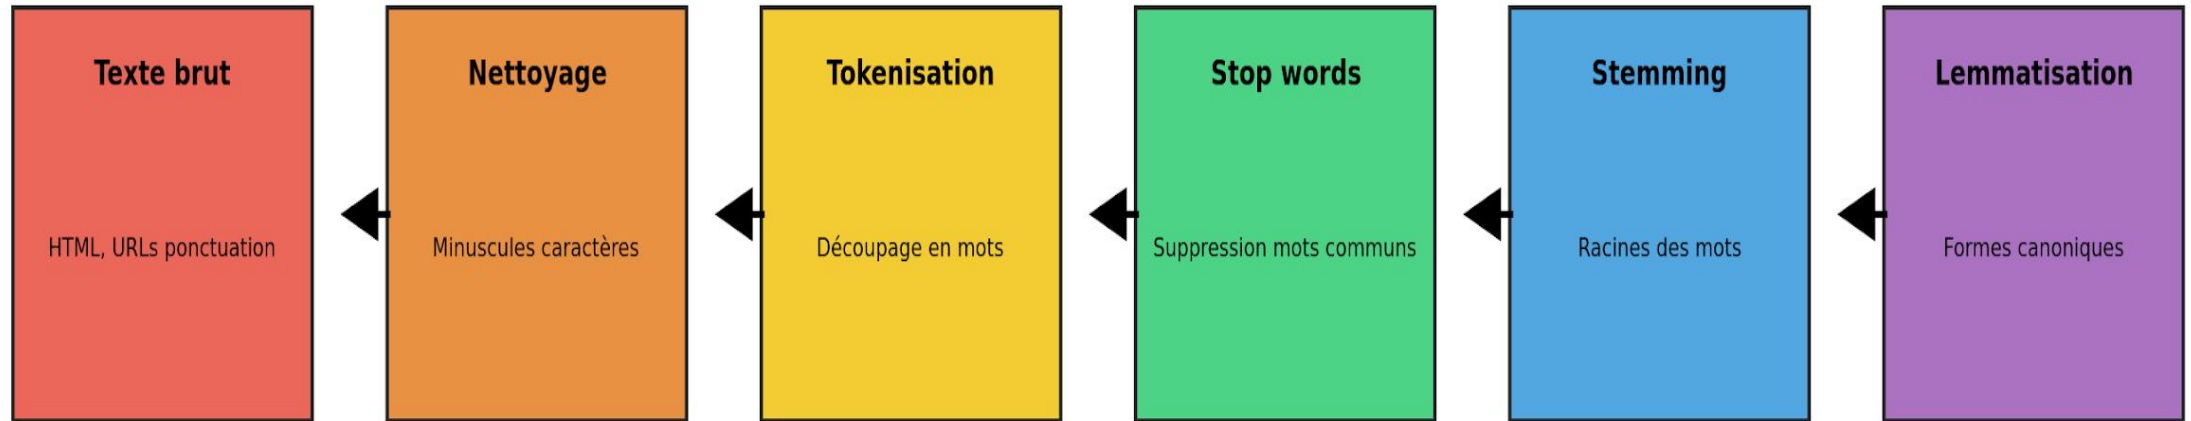 Texte brut
HTML, URLs ponctuation
Nettoyage
Minuscules caractères
Tokenisation
Découpage en mots
Stop words
Suppression mots communs
Stemming
Racines des mots
Lemmatisation
Formes canoniques